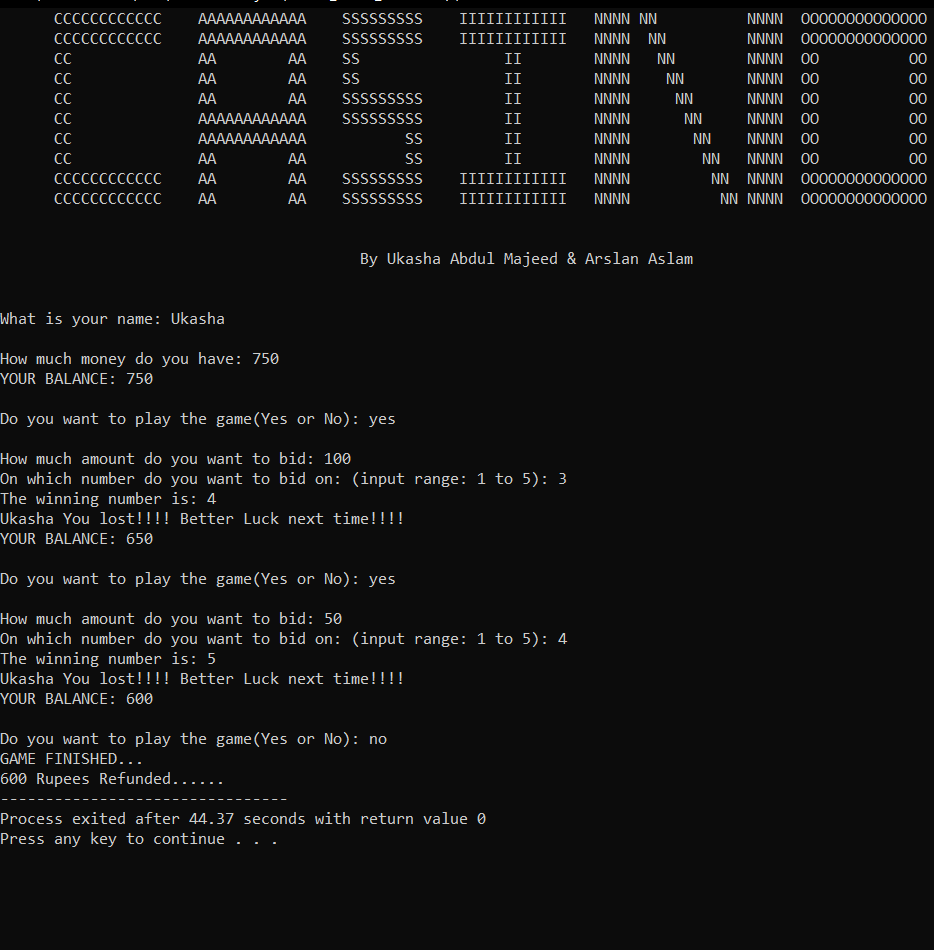 CCCCCCCCCCCC    AAAAAAAAAAAA    SSSSSSSSS    IIIIIIIIIIII   NNNN NN          NNNN  OOOOOOOOOOOOOO
CCCCCCCCCCCC    AAAAAAAAAAAA    SSSSSSSSS    IIIIIIIIIIII   NNNN  NN         NNNN  OOOOOOOOOOOOOO
CC              AA        AA    SS                II        NNNN   NN        NNNN  OO          OO
CC              AA        AA    SS                II        NNNN    NN       NNNN  OO          OO
CC              AA        AA    SSSSSSSSS         II        NNNN     NN      NNNN  OO          OO
CC              AAAAAAAAAAAA    SSSSSSSSS         II        NNNN      NN     NNNN  OO          OO
CC              AAAAAAAAAAAA           SS         II        NNNN       NN    NNNN  OO          OO
CC              AA        AA           SS         II        NNNN        NN   NNNN  OO          OO
CCCCCCCCCCCC    AA        AA    SSSSSSSSS    IIIIIIIIIIII   NNNN         NN  NNNN  OOOOOOOOOOOOOO
CCCCCCCCCCCC    AA        AA    SSSSSSSSS    IIIIIIIIIIII   NNNN          NN NNNN  OOOOOOOOOOOOOO
By Ukasha Abdul Majeed & Arslan Aslam
What is your name: Ukasha
How much money do you have: 750
YOUR BALANCE: 750
Do you want to play the game(Yes or No): yes
How much amount do you want to bid: 100
On which number do you want to bid on: (input range: 1 to 5): 3
The winning number is: 4
Ukasha You lost!!!! Better Luck next time!!!!
YOUR BALANCE: 650
Do you want to play the game(Yes or No): yes
How much amount do you want to bid: 50
On which number do you want to bid on: (input range: 1 to 5): 4
The winning number is: 5
Ukasha You lost!!!! Better Luck next time!!!!
YOUR BALANCE: 600
Do you want to play the game(Yes or No): no
GAME FINISHED...
600 Rupees Refunded......
--------------------------------
Process exited after 44.37 seconds with return value 0
Press any key to continue . . .